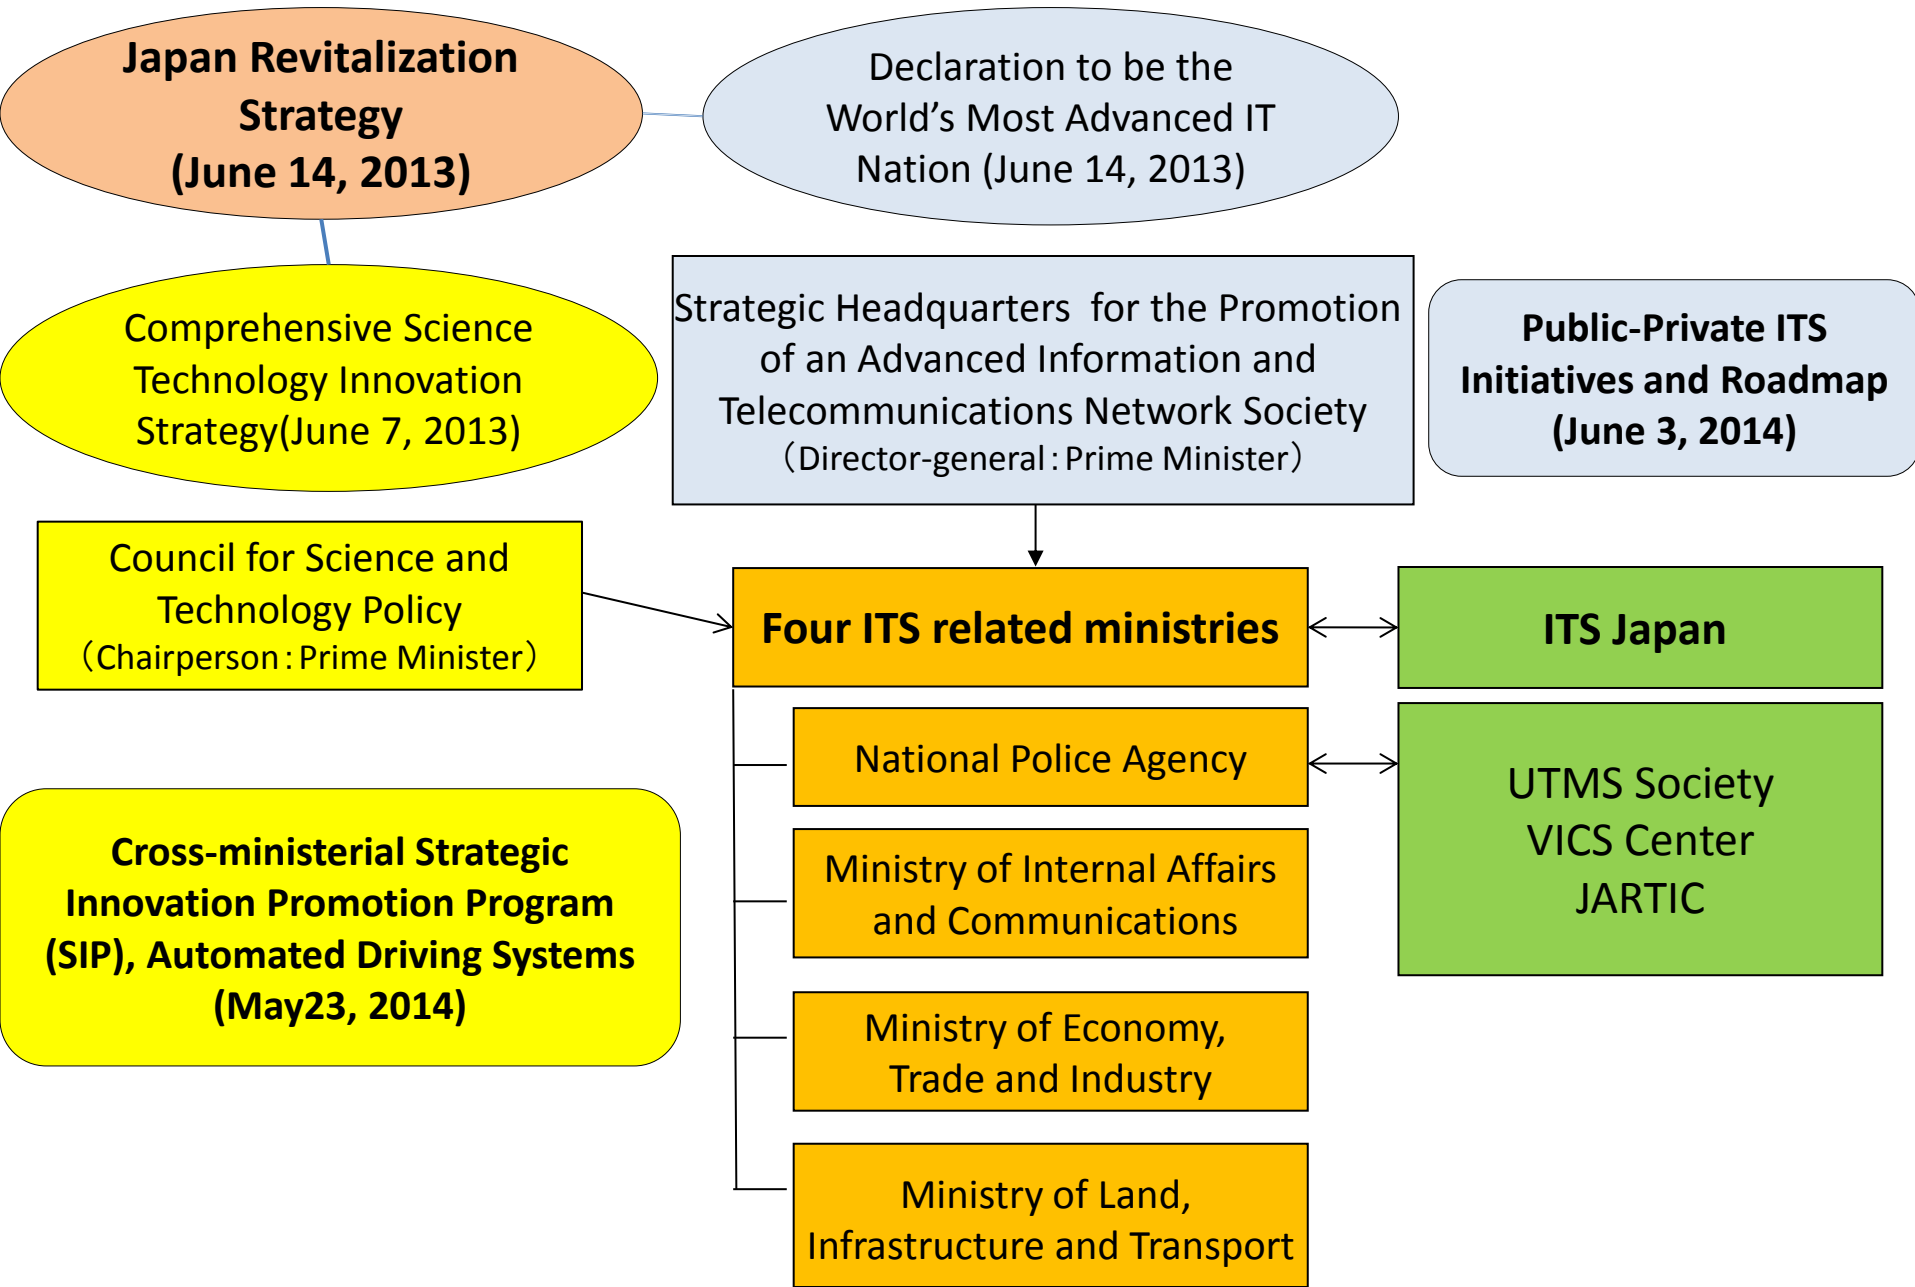 Japan Revitalization
Strategy
(June 14, 2013)
Declaration to be the
World’s Most Advanced IT
Nation (June 14, 2013)
Comprehensive Science
Technology Innovation
Strategy(June 7, 2013)
Strategic Headquarters for the Promotion
of an Advanced Information and
Telecommunications Network Society
（Director-general：Prime Minister）
Public-Private ITS
Initiatives and Roadmap
(June 3, 2014)
Council for Science and
Technology Policy
（Chairperson：Prime Minister）
Four ITS related ministries
ITS Japan
National Police Agency
UTMS Society
VICS Center
JARTIC
Cross-ministerial Strategic
Innovation Promotion Program
(SIP), Automated Driving Systems
(May23, 2014)
Ministry of Internal Affairs
and Communications
Ministry of Economy,
Trade and Industry
Ministry of Land,
Infrastructure and Transport